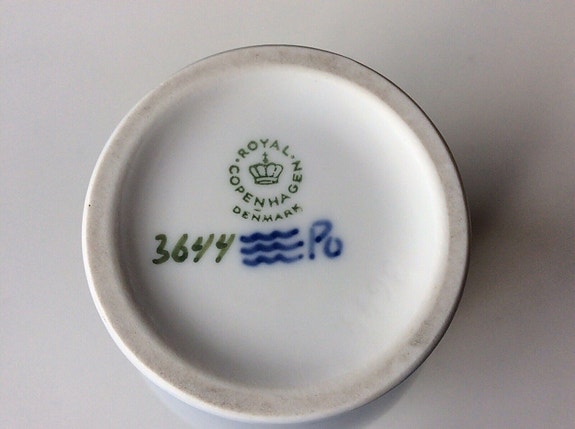 ROYAL
COPENHAGEN
DENMARK
3644 Po